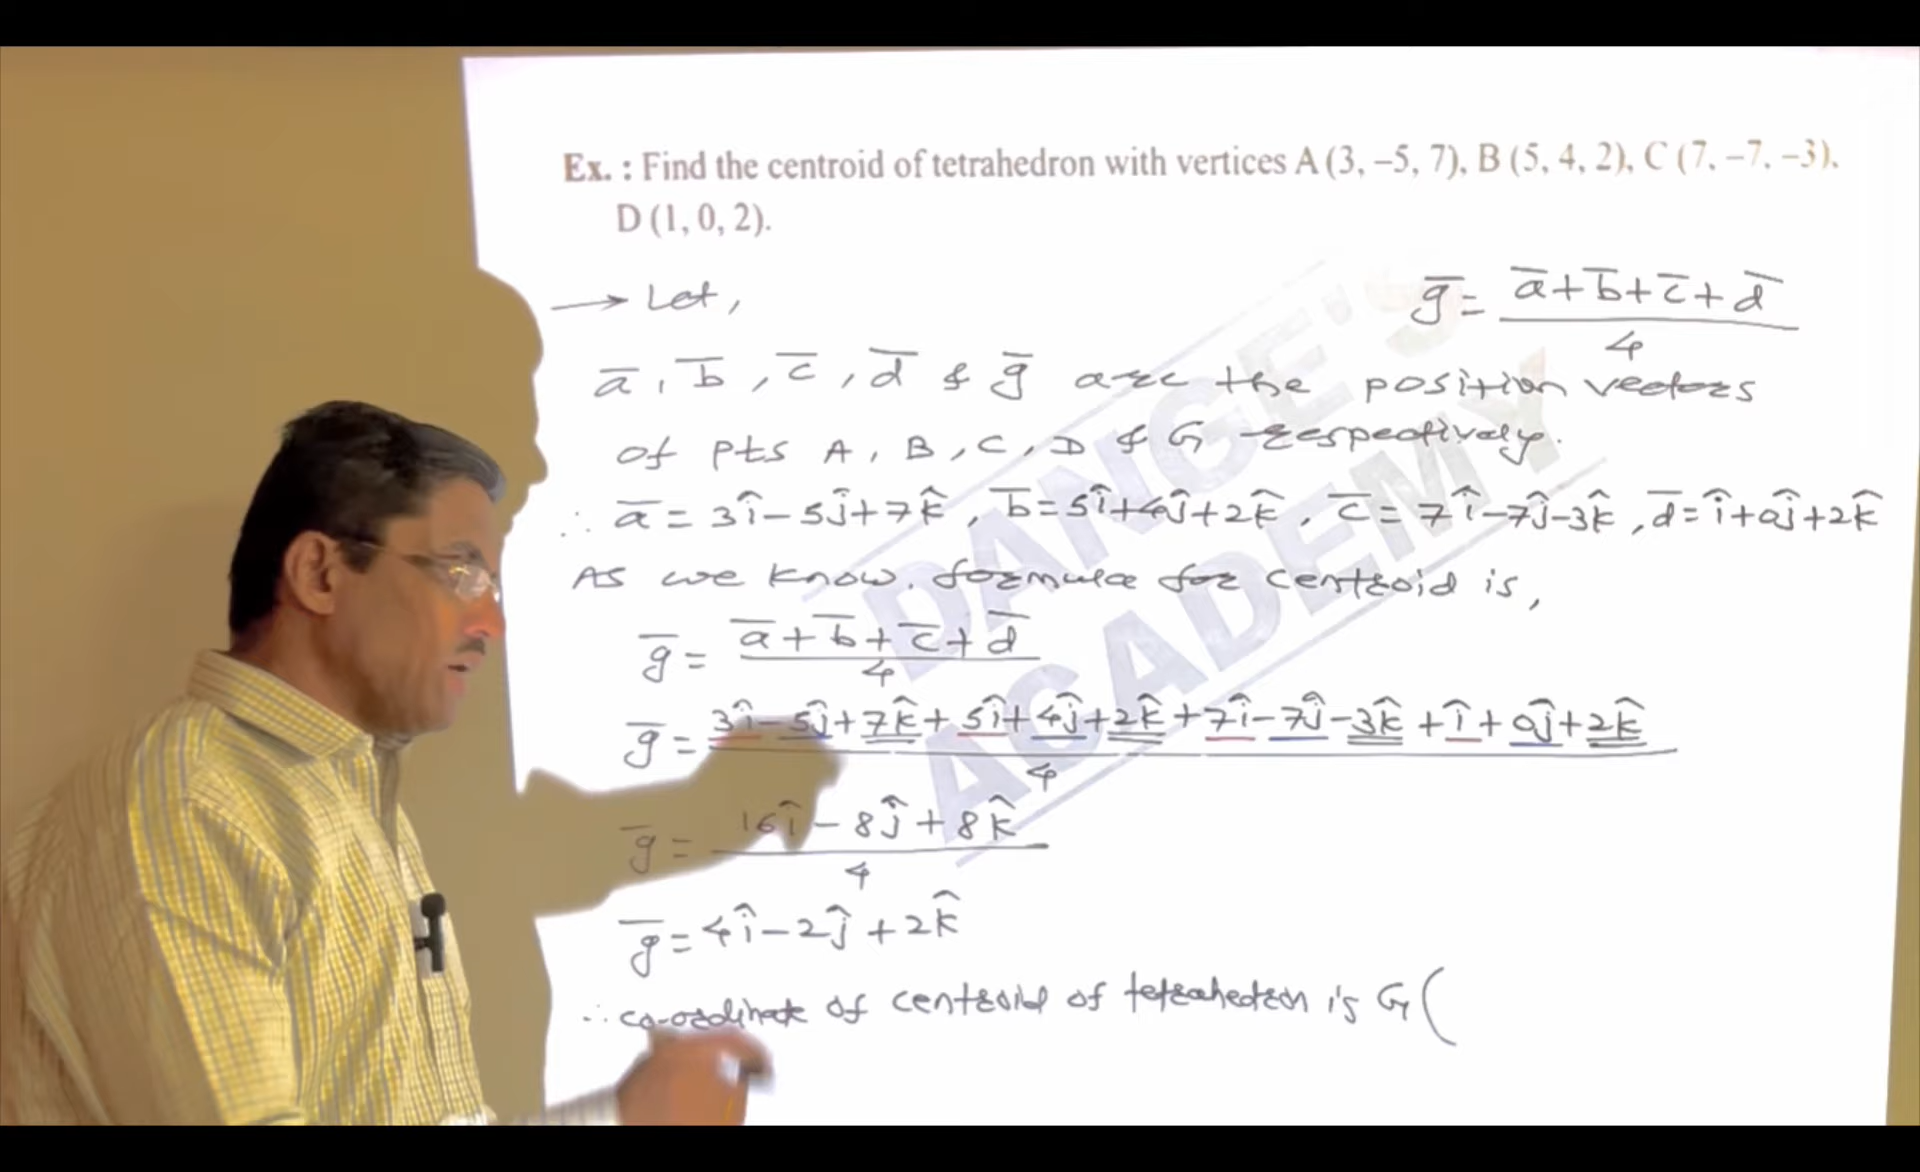 Ex. : Find the centroid of tetrahedron with vertices A (3, –5, 7), B (5, 4, 2), C (7, –7, –3),
D (1, 0, 2).
→ Let,
g̅ = (a̅ + b̅ + c̅ + d̅) / 4
a̅, b̅, c̅, d̅ & g̅ are the position vectors
of pts A, B, C, D & G respectively.
∴ a̅ = 3î – 5ĵ + 7k̂, b̅ = 5î + 4ĵ + 2k̂, c̅ = 7î – 7ĵ – 3k̂, d̅ = î + 0ĵ + 2k̂
As we know. formula for centroid is,
g̅ = (a̅ + b̅ + c̅ + d̅) / 4
g̅ = (3î – 5ĵ + 7k̂ + 5î + 4ĵ + 2k̂ + 7î – 7ĵ – 3k̂ + î + 0ĵ + 2k̂) / 4
g̅ = (16î – 8ĵ + 8k̂) / 4
g̅ = 4î – 2ĵ + 2k̂
∴ co-ordinate of centroid of tetrahedron is G (
DANGE'S
ACADEMY